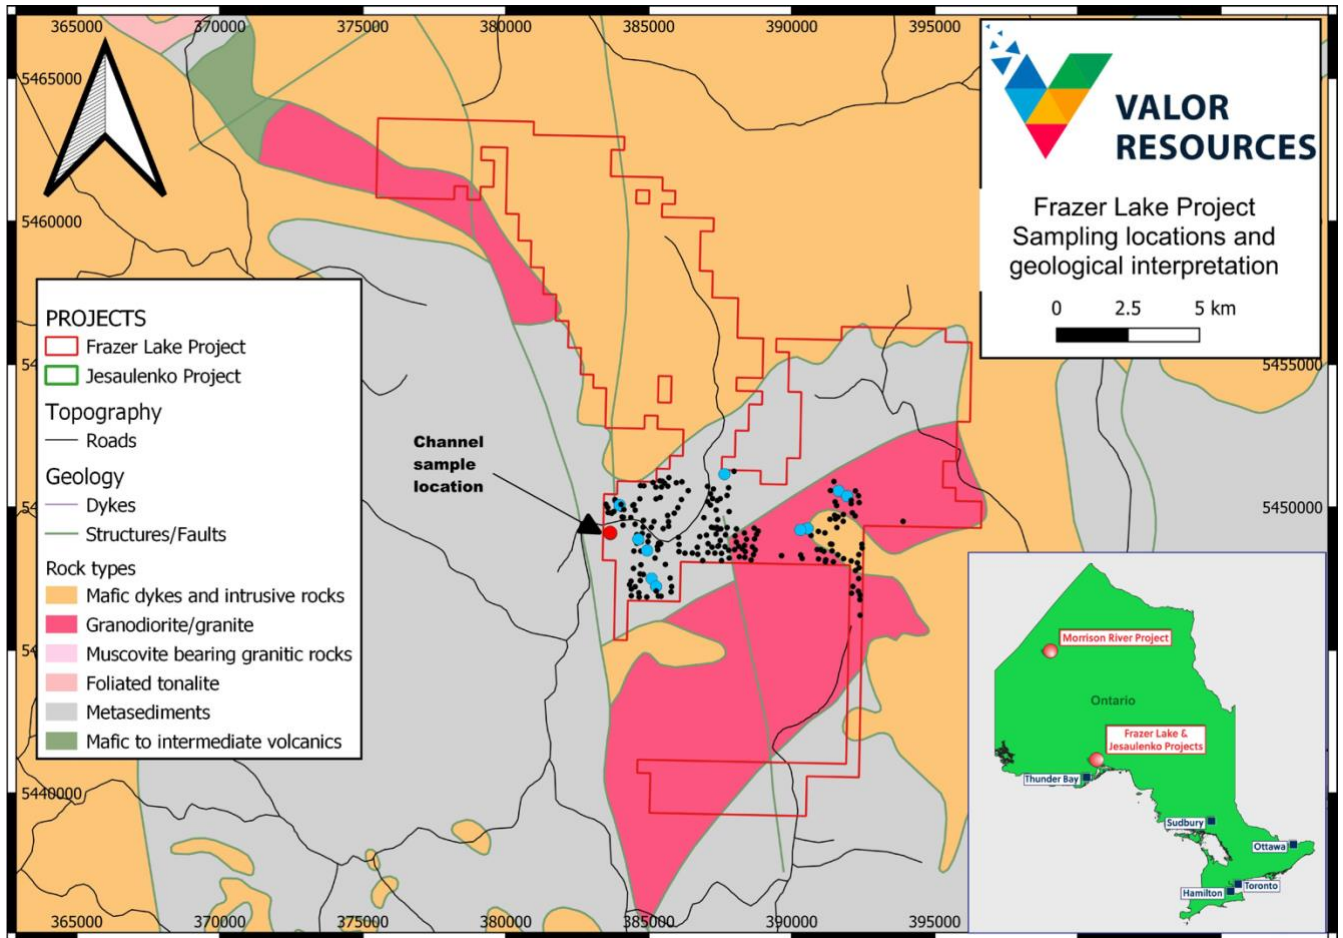 365000
370000
375000
380000
385000
390000
395000
5465000
5460000
54
54
54
5440000
5455000
5450000
5440000
VALOR
RESOURCES
Frazer Lake Project
Sampling locations and
geological interpretation
0 2.5 5 km
PROJECTS
Frazer Lake Project
Jesaulenko Project
Topography
Roads
Geology
Dykes
Structures/Faults
Rock types
Mafic dykes and intrusive rocks
Granodiorite/granite
Muscovite bearing granitic rocks
Foliated tonalite
Metasediments
Mafic to intermediate volcanics
Channel
sample
location
Morrison River Project
Ontario
Frazer Lake &
Jesaulenko Projects
Thunder Bay
Sudbury
Ottawa
Toronto
Hamilton
365000
370000
375000
380000
385000
390000
395000